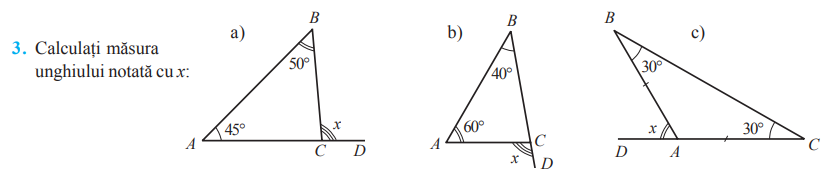 3. Calculați măsura
unghiului notată cu x:
a)
B
50°
45°
x
A
C
D
b)
B
40°
60°
A
C
x
D
c)
B
30°
x
30°
D
A
C